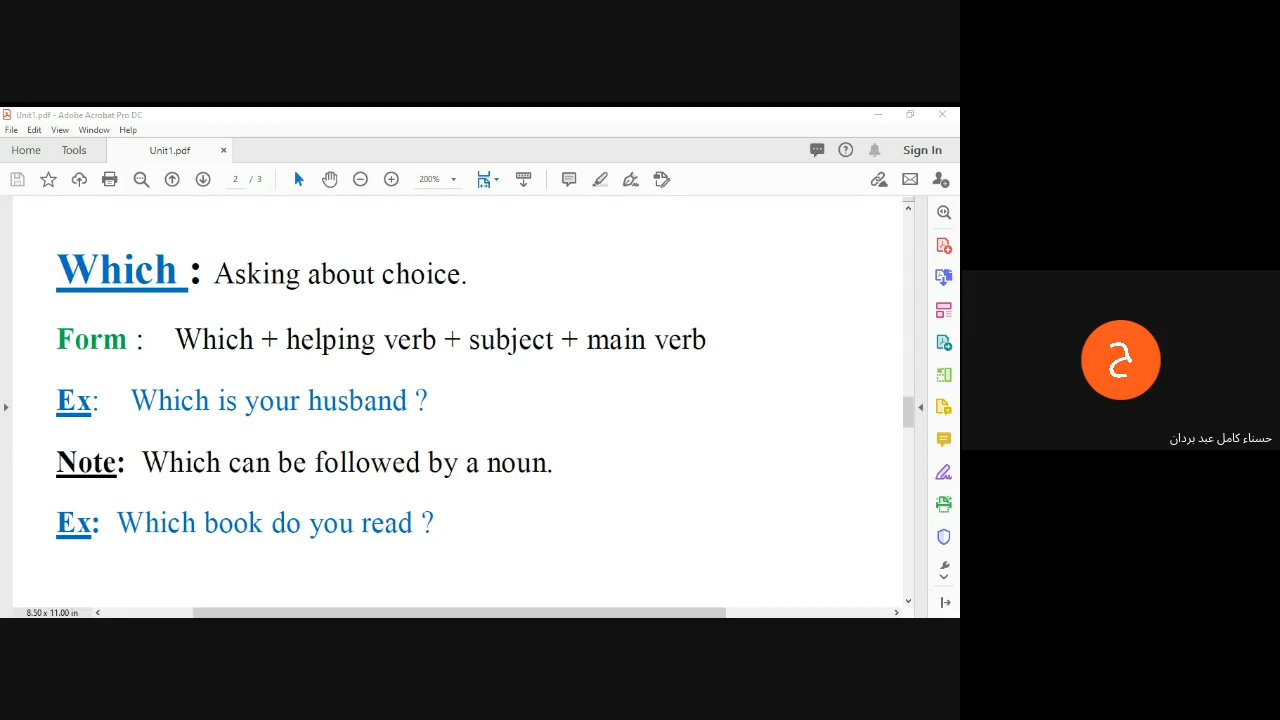 Unit1.pdf - Adobe Acrobat Pro DC
File Edit View Window Help
Home Tools Unit1.pdf × Sign In
2 / 3 200%
Which : Asking about choice.
Form : Which + helping verb + subject + main verb
Ex: Which is your husband ?
Note: Which can be followed by a noun.
Ex: Which book do you read ?
8.50 x 11.00 in
ح
حسناء كامل عبد بردان